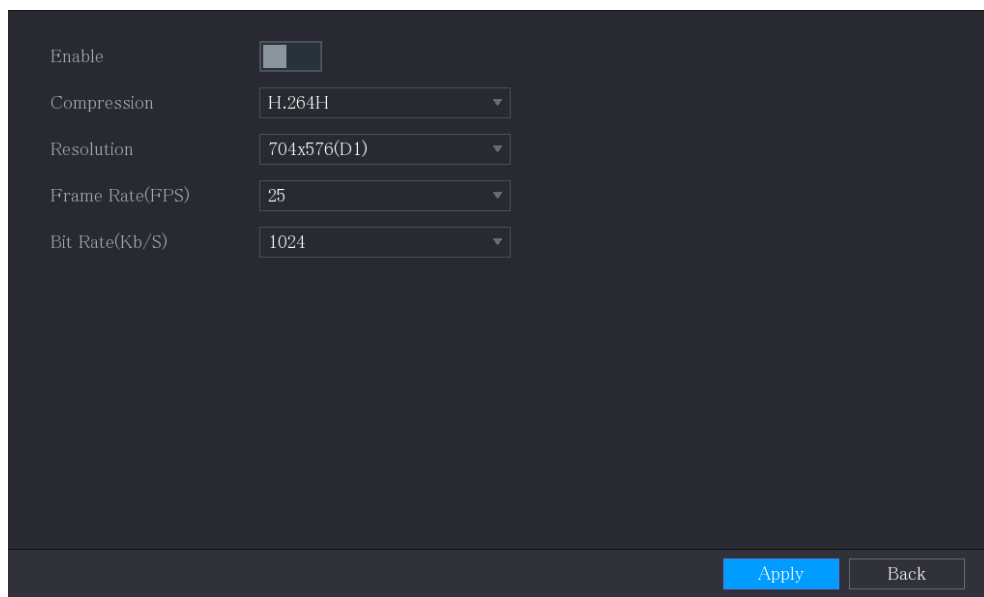 Enable
Compression H.264H
Resolution 704x576(D1)
Frame Rate(FPS) 25
Bit Rate(Kb/S) 1024
Apply Back